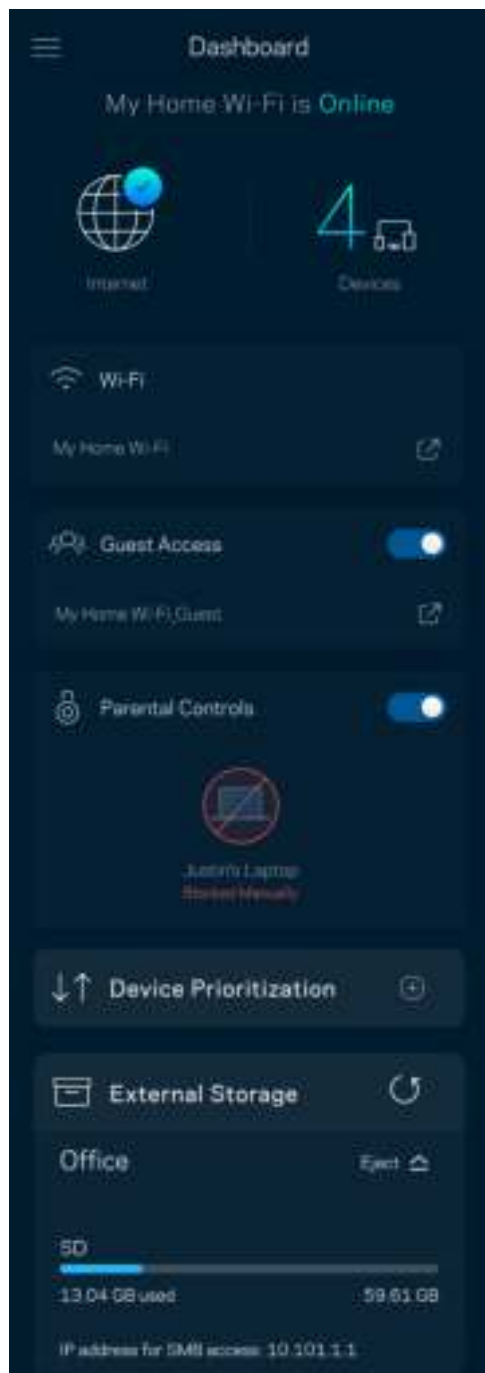 Dashboard
My Home Wi-Fi is Online
4
Internet
Devices
Wi-Fi
My Home Wi-Fi
Guest Access
My Home Wi-Fi_Guest
Parental Controls
Justin's Laptop
Blocked Manually
Device Prioritization
External Storage
Office
Eject
SD
13.04 GB used
59.61 GB
IP address for SMB access: 10.101.1.1